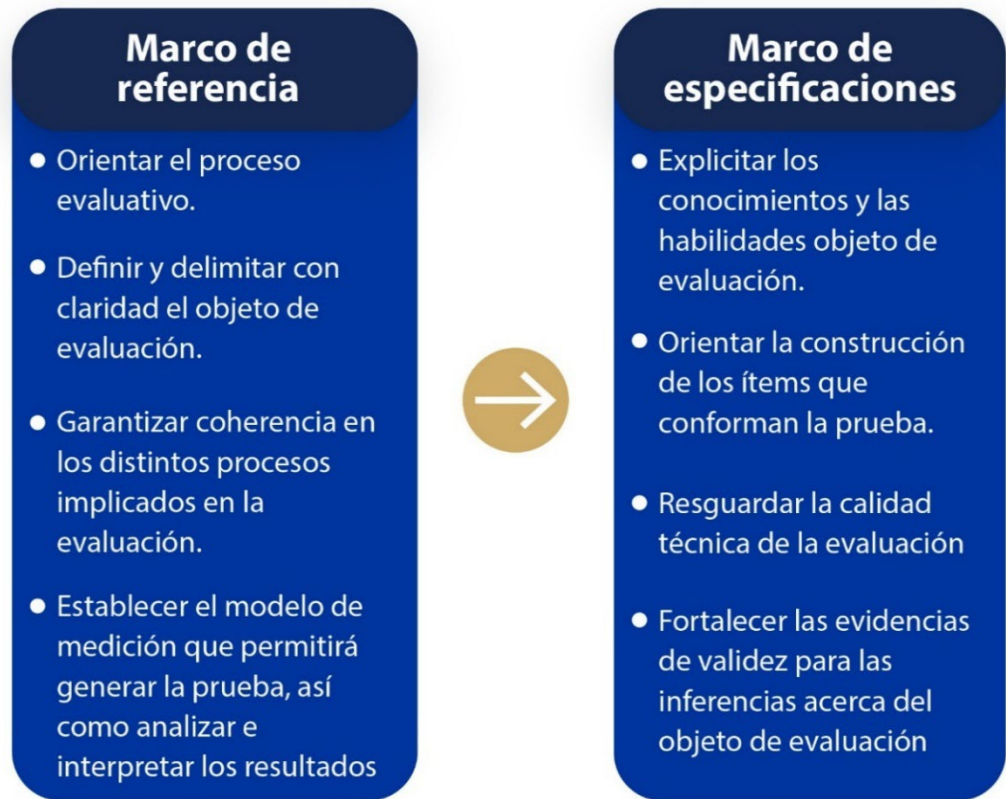 Marco de
referencia
● Orientar el proceso
evaluativo.
● Definir y delimitar con
claridad el objeto de
evaluación.
● Garantizar coherencia en
los distintos procesos
implicados en la
evaluación.
● Establecer el modelo de
medición que permitirá
generar la prueba, así
como analizar e
interpretar los resultados
Marco de
especificaciones
● Explicitar los
conocimientos y las
habilidades objeto de
evaluación.
● Orientar la construcción
de los ítems que
conforman la prueba.
● Resguardar la calidad
técnica de la evaluación
● Fortalecer las evidencias
de validez para las
inferencias acerca del
objeto de evaluación